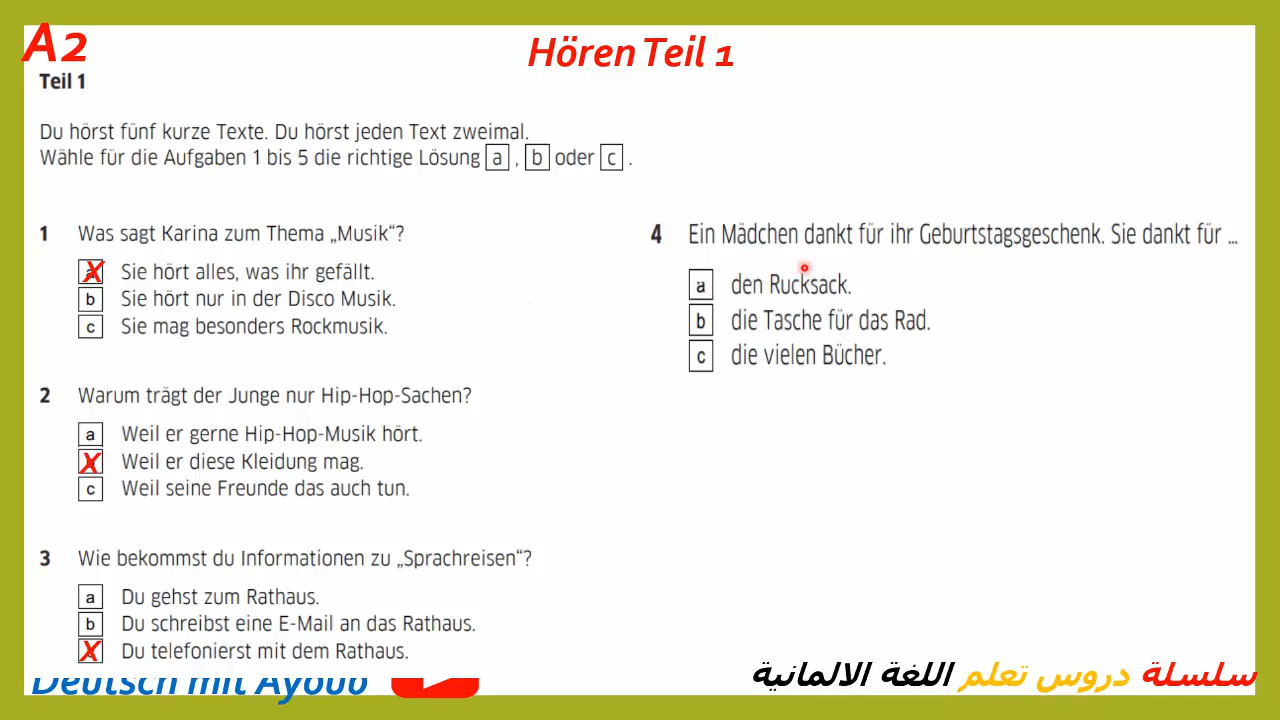 A2
Hören Teil 1
Teil 1
Du hörst fünf kurze Texte. Du hörst jeden Text zweimal.
Wähle für die Aufgaben 1 bis 5 die richtige Lösung a , b oder c .
1 Was sagt Karina zum Thema „Musik“?
a Sie hört alles, was ihr gefällt.
b Sie hört nur in der Disco Musik.
c Sie mag besonders Rockmusik.
2 Warum trägt der Junge nur Hip-Hop-Sachen?
a Weil er gerne Hip-Hop-Musik hört.
X Weil er diese Kleidung mag.
c Weil seine Freunde das auch tun.
3 Wie bekommst du Informationen zu „Sprachreisen“?
a Du gehst zum Rathaus.
b Du schreibst eine E-Mail an das Rathaus.
X Du telefonierst mit dem Rathaus.
4 Ein Mädchen dankt für ihr Geburtstagsgeschenk. Sie dankt für ...
a den Rucksack.
b die Tasche für das Rad.
c die vielen Bücher.
Deutsch mit Ayoub
سلسلة دروس تعلم اللغة الالمانية